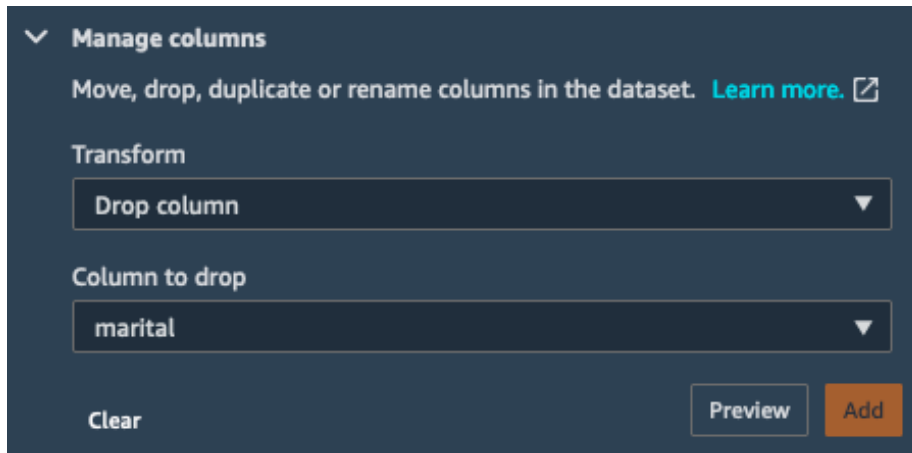 Manage columns
Move, drop, duplicate or rename columns in the dataset. Learn more.
Transform
Drop column
Column to drop
marital
Clear
Preview
Add